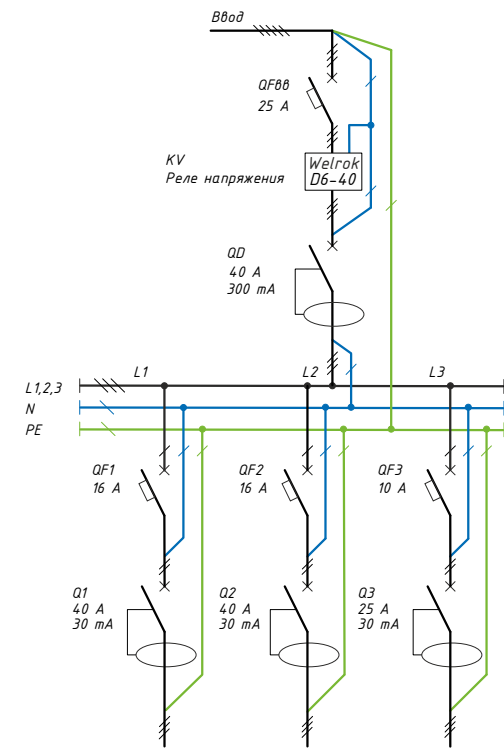 Ввод
QFвв
25 А
KV
Реле напряжения
Welrok
D6-40
QD
40 А
300 mA
L1
L2
L3
L1,2,3
N
PE
QF1
16 А
QF2
16 А
QF3
10 А
Q1
40 А
30 mA
Q2
40 А
30 mA
Q3
25 А
30 mA